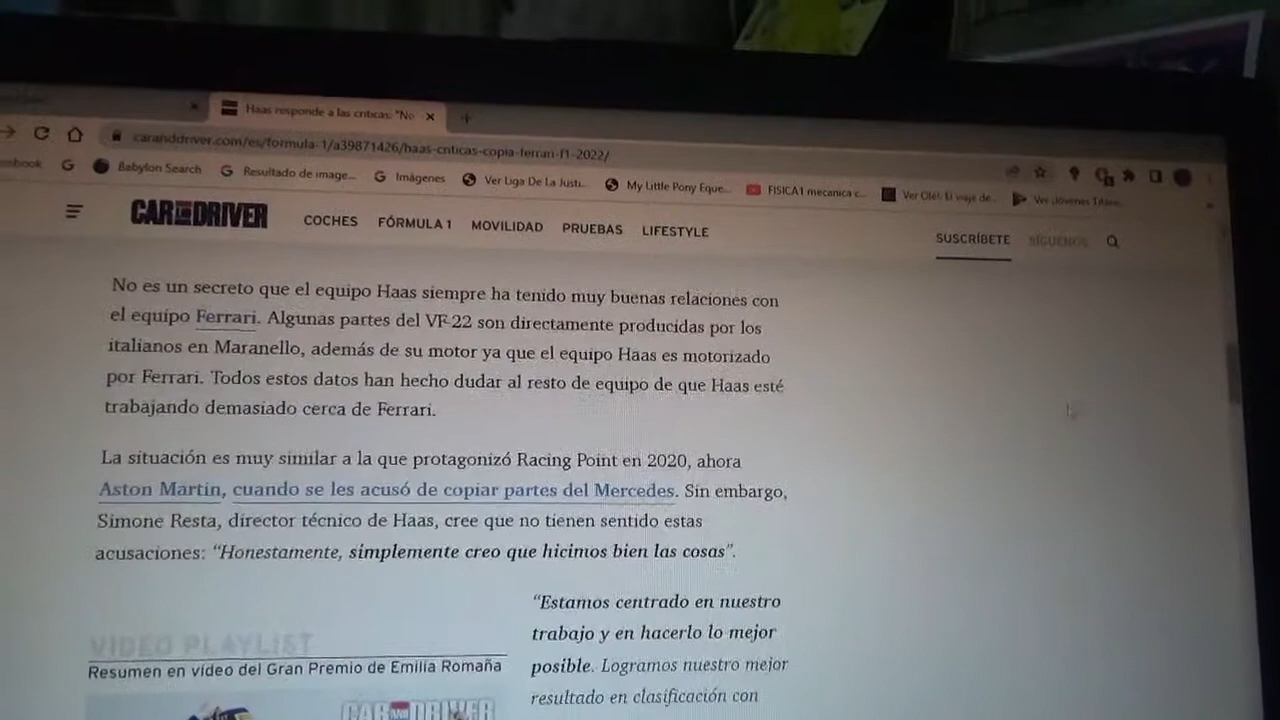 Haas responde a las críticas: "No
caranddriver.com/es/formula-1/a39871426/haas-criticas-copia-ferrari-f1-2022/
Babylon Search
Resultado de image...
Imágenes
Ver Liga De La Justi...
My Little Pony Eque...
FISICA1 mecanica c...
Ver Olé! El viaje de...
Ver Jóvenes Titane...
CAR AND DRIVER
COCHES FÓRMULA 1 MOVILIDAD PRUEBAS LIFESTYLE
SUSCRÍBETE SÍGUENOS
No es un secreto que el equipo Haas siempre ha tenido muy buenas relaciones con
el equipo Ferrari. Algunas partes del VF-22 son directamente producidas por los
italianos en Maranello, además de su motor ya que el equipo Haas es motorizado
por Ferrari. Todos estos datos han hecho dudar al resto de equipo de que Haas esté
trabajando demasiado cerca de Ferrari.
La situación es muy similar a la que protagonizó Racing Point en 2020, ahora
Aston Martin, cuando se les acusó de copiar partes del Mercedes. Sin embargo,
Simone Resta, director técnico de Haas, cree que no tienen sentido estas
acusaciones: “Honestamente, simplemente creo que hicimos bien las cosas”.
VIDEO PLAYLIST
Resumen en vídeo del Gran Premio de Emilia Romaña
CAR AND DRIVER
“Estamos centrado en nuestro
trabajo y en hacerlo lo mejor
posible. Logramos nuestro mejor
resultado en clasificación con